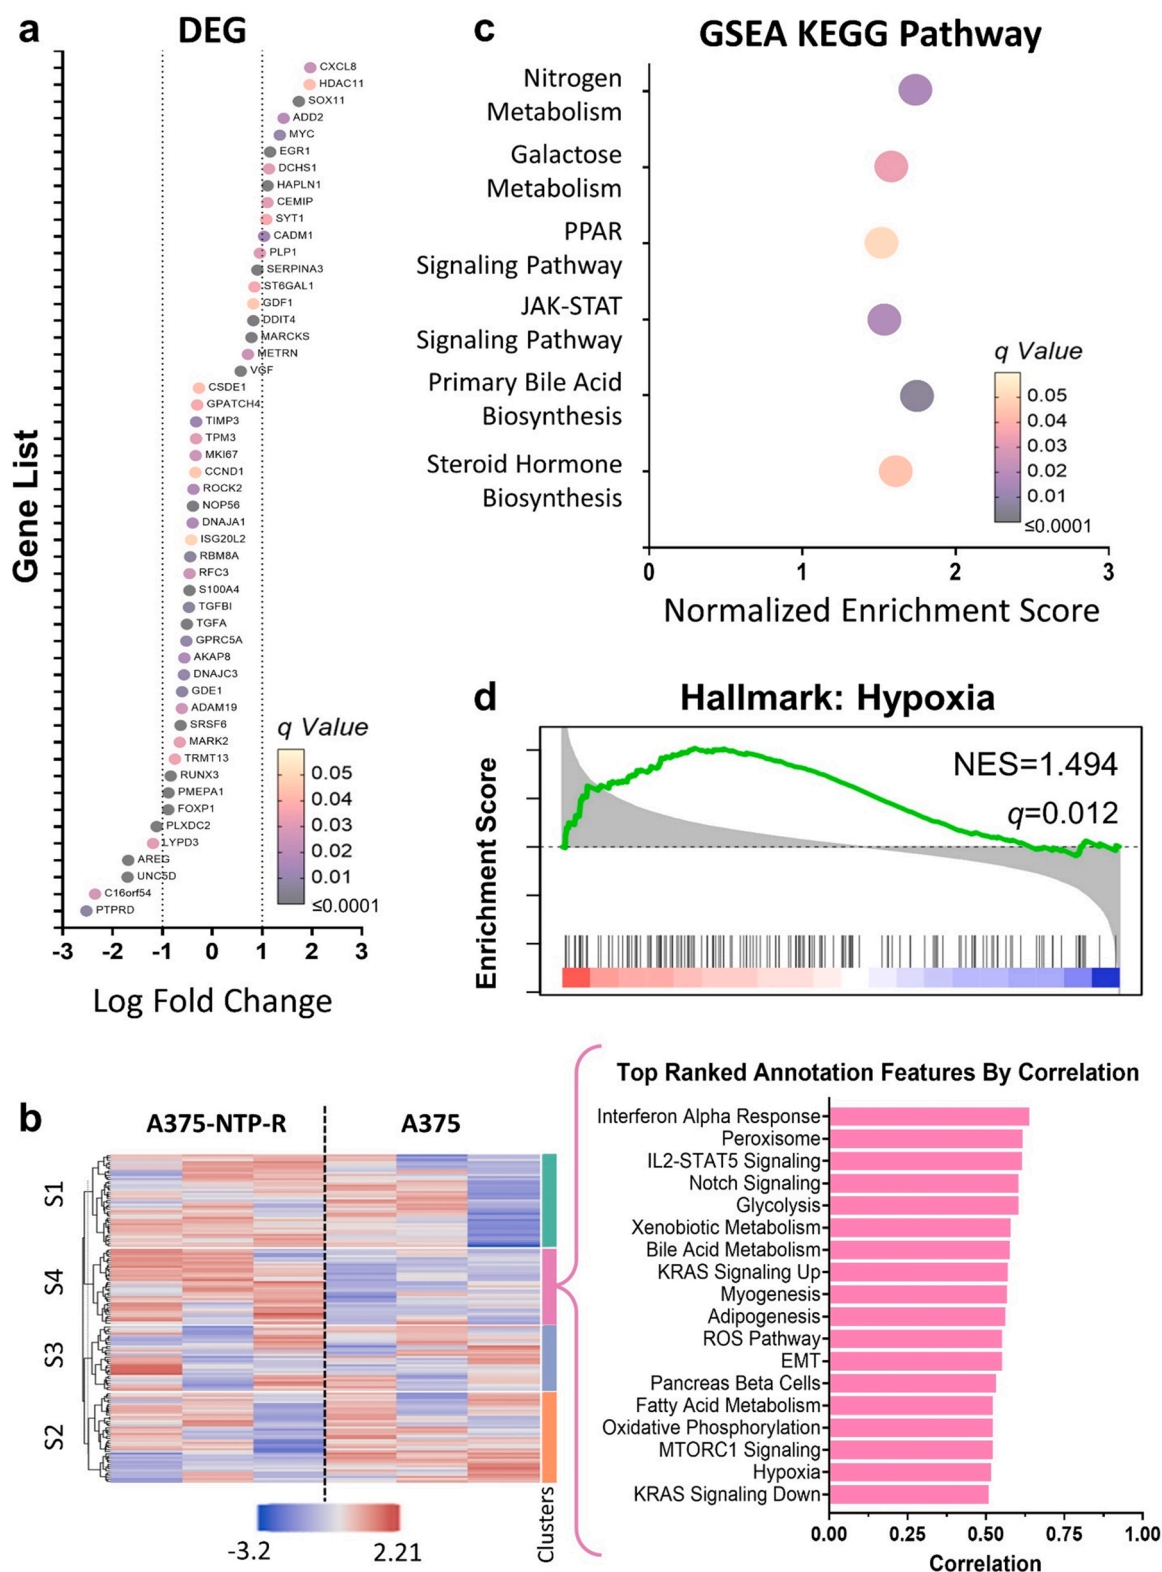 a
DEG
CXCL8
HDAC11
SOX11
ADD2
MYC
EGR1
DCHS1
HAPLN1
CEMIP
SYT1
CADM1
PLP1
SERPINA3
ST6GAL1
GDF1
DDIT4
MARCKS
METRN
VGF
CSDE1
GPATCH4
TIMP3
TPM3
MKI67
CCND1
ROCK2
NOP56
DNAJA1
ISG20L2
RBM8A
RFC3
S100A4
TGFBI
TGFA
GPRC5A
AKAP8
DNAJC3
GDE1
ADAM19
SRSF6
MARK2
TRMT13
RUNX3
PMEPA1
FOXP1
PLXDC2
LYPD3
AREG
UNC5D
C16orf54
PTPRD
Gene List
q Value
0.05
0.04
0.03
0.02
0.01
≤0.0001
-3 -2 -1 0 1 2 3
Log Fold Change
c
GSEA KEGG Pathway
Nitrogen
Metabolism
Galactose
Metabolism
PPAR
Signaling Pathway
JAK-STAT
Signaling Pathway
Primary Bile Acid
Biosynthesis
Steroid Hormone
Biosynthesis
q Value
0.05
0.04
0.03
0.02
0.01
≤0.0001
0 1 2 3
Normalized Enrichment Score
d
Hallmark: Hypoxia
Enrichment Score
NES=1.494
q=0.012
b
A375-NTP-R A375
S1
S4
S3
S2
Clusters
-3.2 2.21
Top Ranked Annotation Features By Correlation
Interferon Alpha Response
Peroxisome
IL2-STAT5 Signaling
Notch Signaling
Glycolysis
Xenobiotic Metabolism
Bile Acid Metabolism
KRAS Signaling Up
Myogenesis
Adipogenesis
ROS Pathway
EMT
Pancreas Beta Cells
Fatty Acid Metabolism
Oxidative Phosphorylation
MTORC1 Signaling
Hypoxia
KRAS Signaling Down
0.00 0.25 0.50 0.75 1.00
Correlation